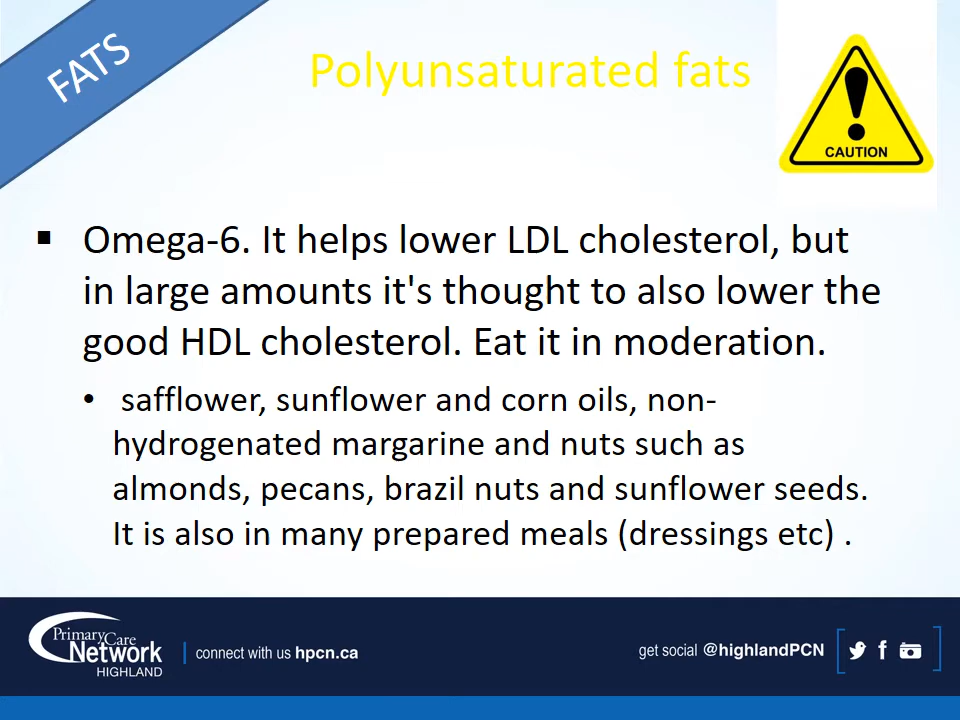 FATS
Polyunsaturated fats
CAUTION
▪ Omega-6. It helps lower LDL cholesterol, but
in large amounts it's thought to also lower the
good HDL cholesterol. Eat it in moderation.
• safflower, sunflower and corn oils, non-
hydrogenated margarine and nuts such as
almonds, pecans, brazil nuts and sunflower seeds.
It is also in many prepared meals (dressings etc) .
PrimaryCare
Network
HIGHLAND
connect with us hpcn.ca
get social @highlandPCN